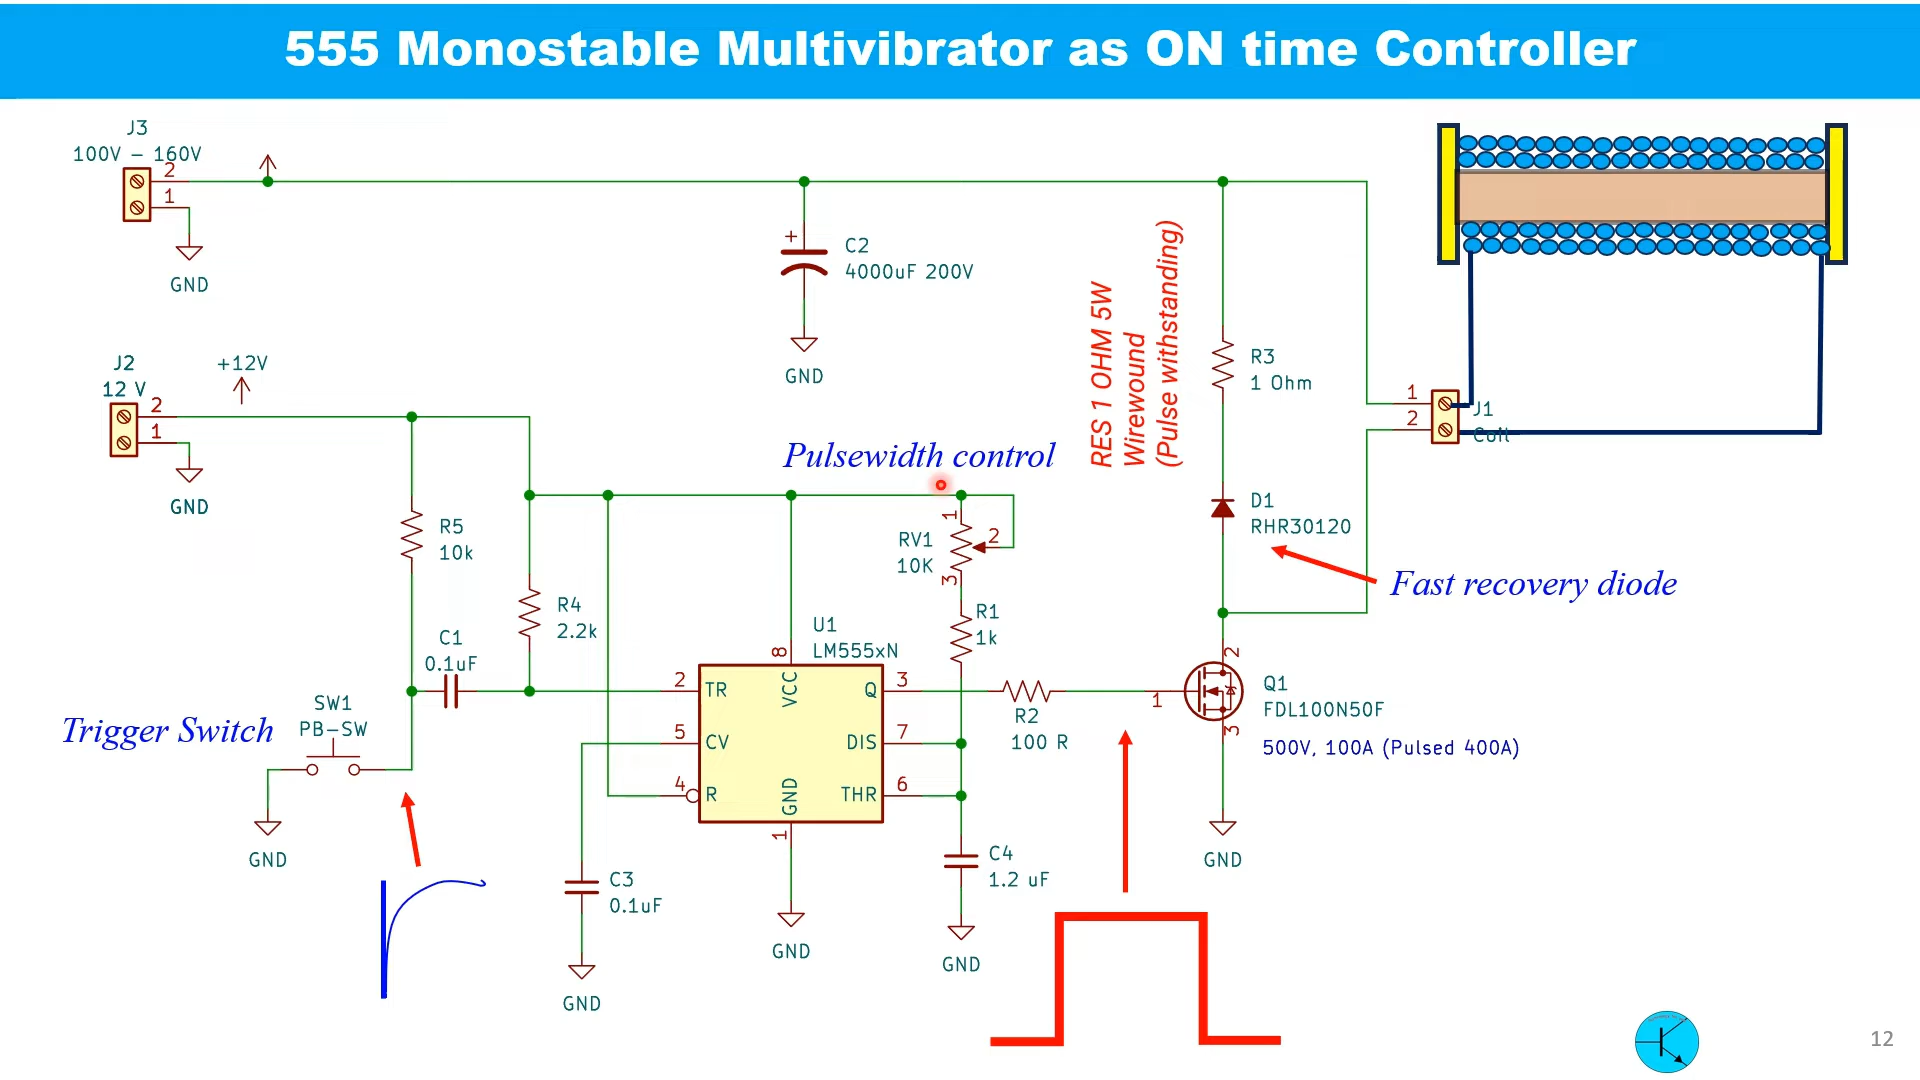 555 Monostable Multivibrator as ON time Controller
J3
100V – 160V
2
1
GND
C2
4000uF 200V
+
GND
RES 1 OHM 5W
Wirewound
(Pulse withstanding)
R3
1 Ohm
J2
12 V
+12V
2
1
GND
1
2
J1
Coil
Pulsewidth control
R5
10k
RV1
10K
1
2
3
D1
RHR30120
Fast recovery diode
R4
2.2k
R1
1k
C1
0.1uF
U1
LM555xN
SW1
PB-SW
Trigger Switch
GND
2
TR
8
VCC
Q
3
5
CV
DIS
7
4
R
GND
1
THR
6
R2
100 R
1
2
3
Q1
FDL100N50F
500V, 100A (Pulsed 400A)
GND
C3
0.1uF
GND
GND
C4
1.2 uF
GND
12